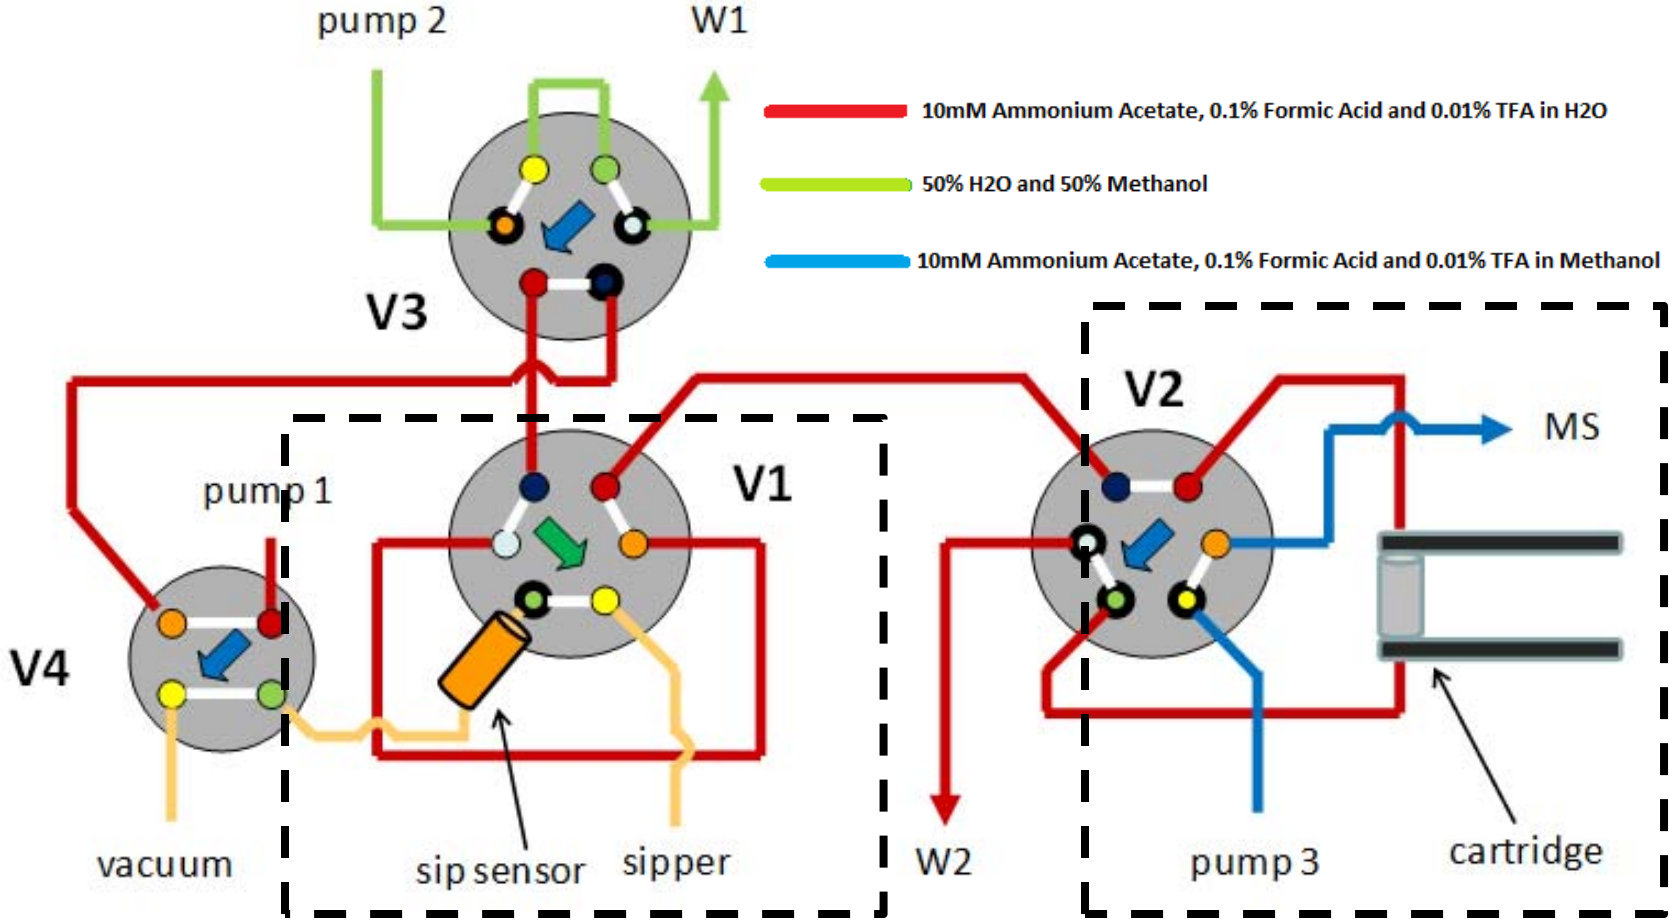 pump 2
W1
10mM Ammonium Acetate, 0.1% Formic Acid and 0.01% TFA in H2O
50% H2O and 50% Methanol
10mM Ammonium Acetate, 0.1% Formic Acid and 0.01% TFA in Methanol
V3
V2
MS
V1
pump 1
V4
vacuum
sip sensor
sipper
W2
pump 3
cartridge